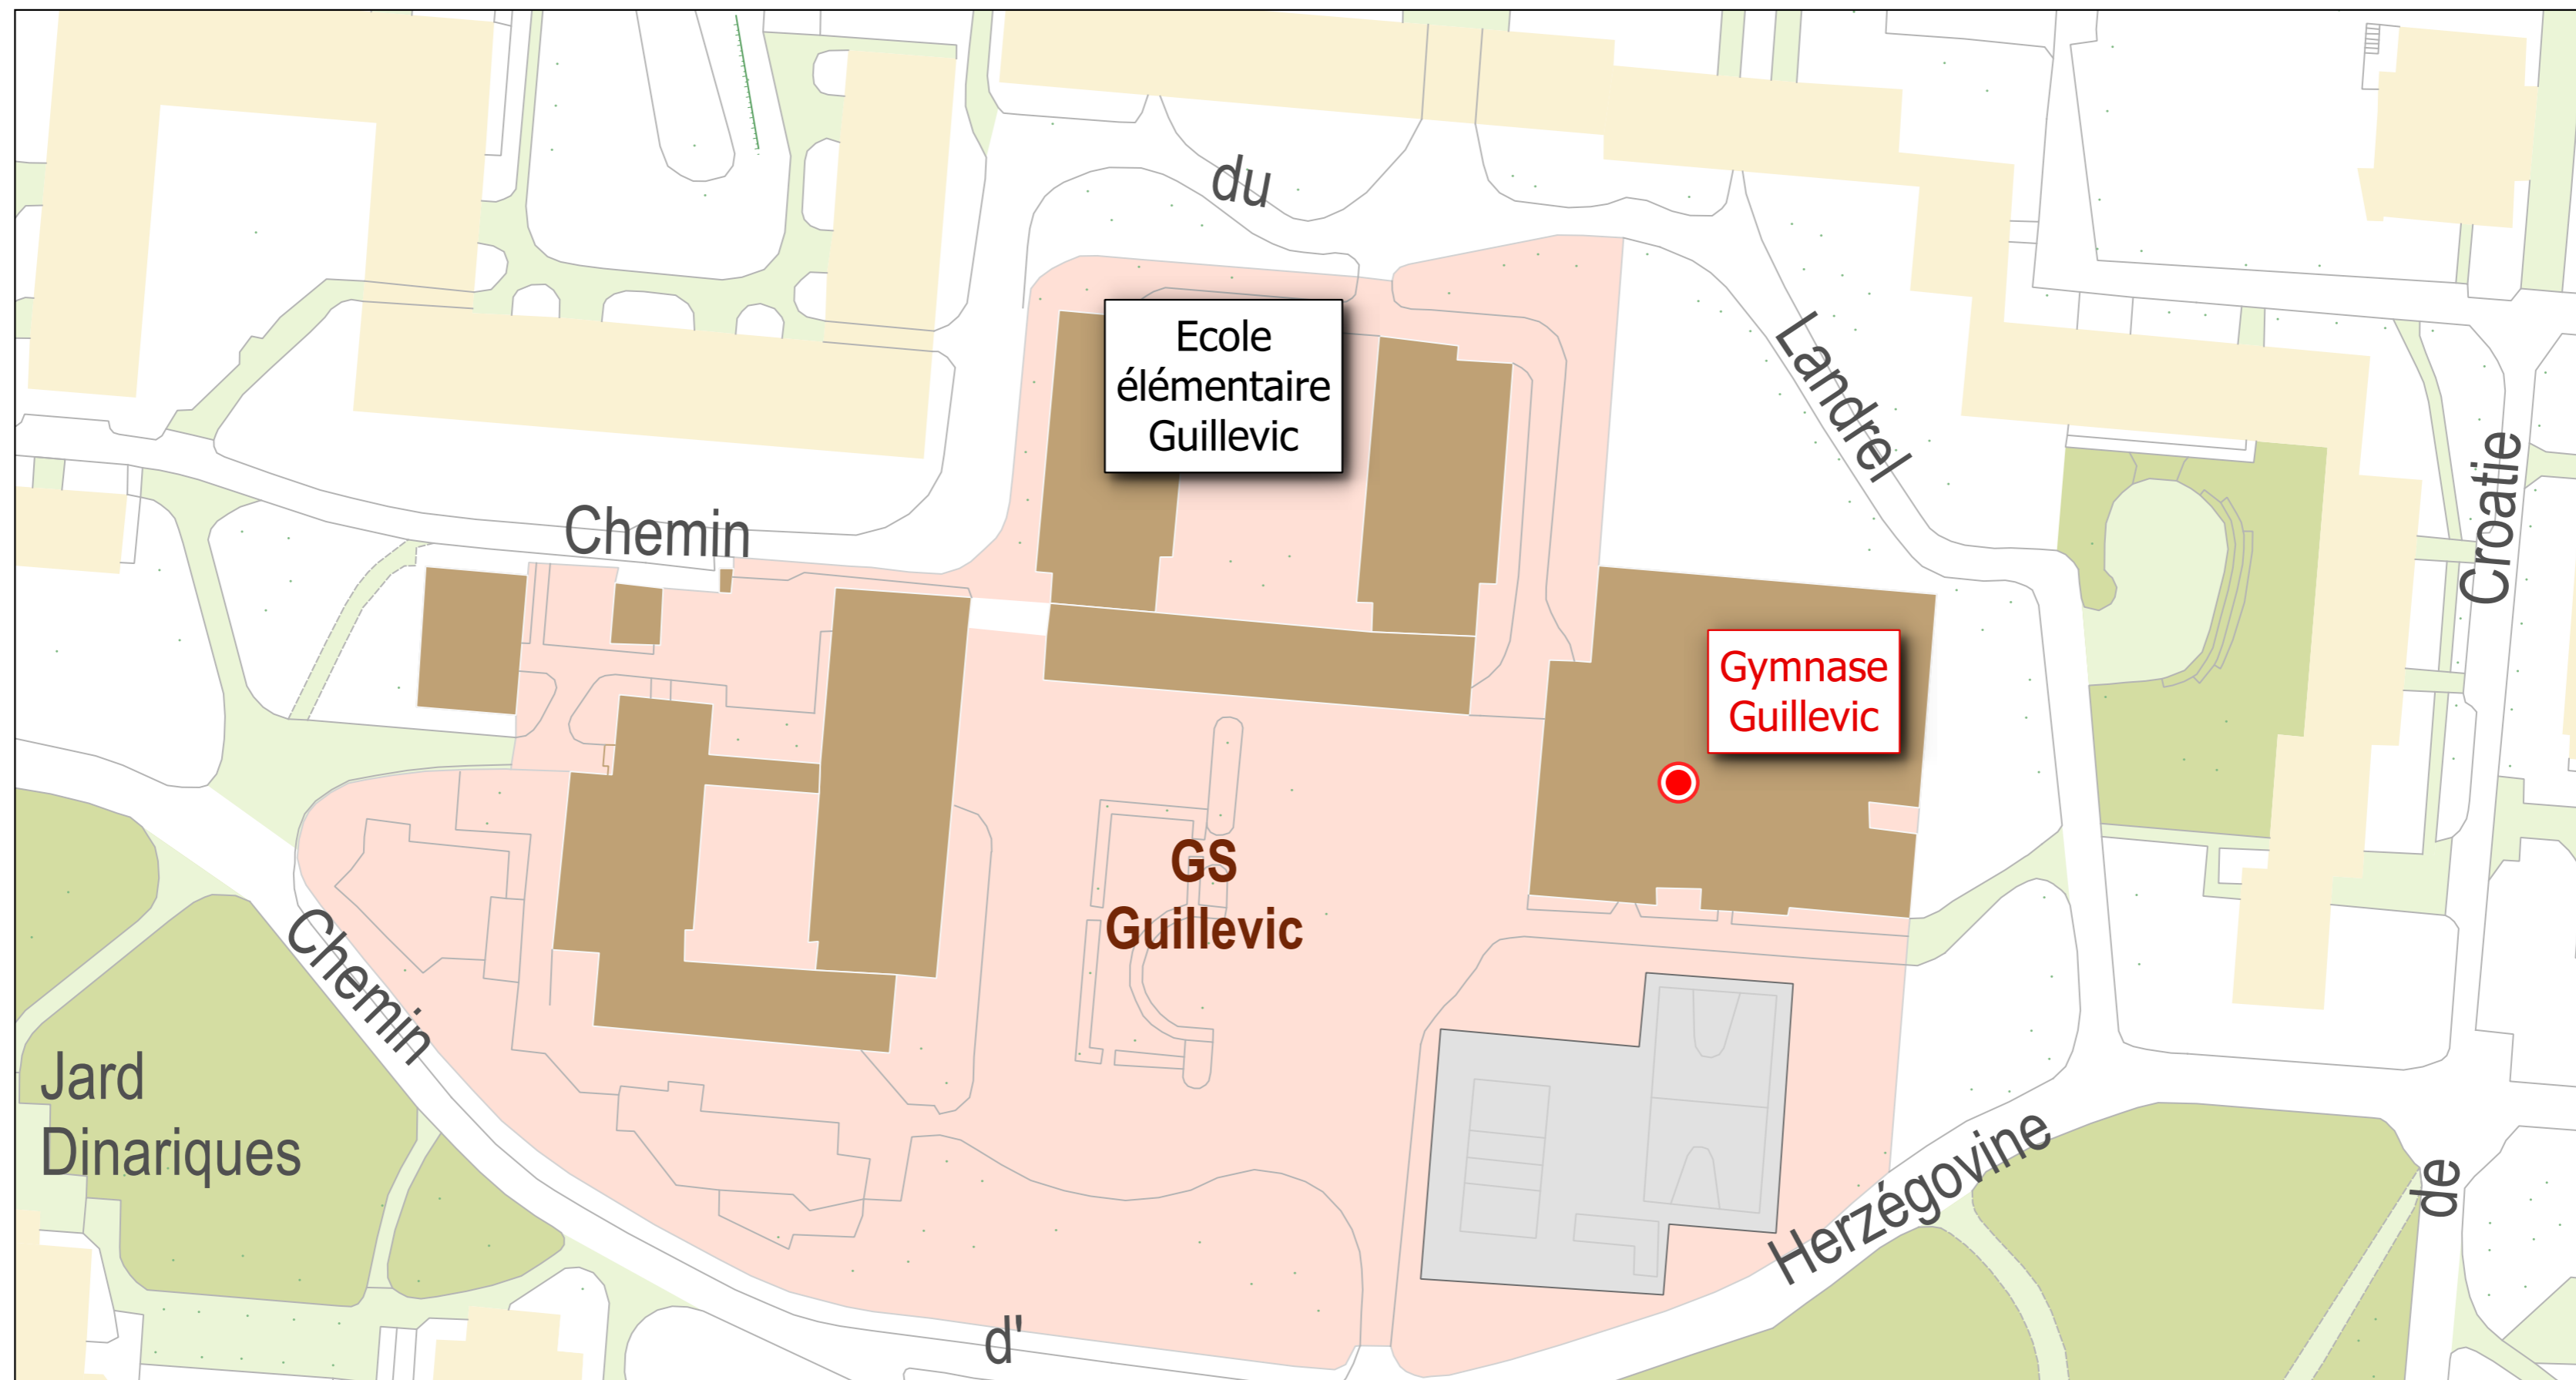 du
Ecole
élémentaire
Guillevic
Landrel
Croatie
Chemin
Gymnase
Guillevic
GS
Guillevic
Chemin
Jard
Dinariques
Herzégovine
de
d'